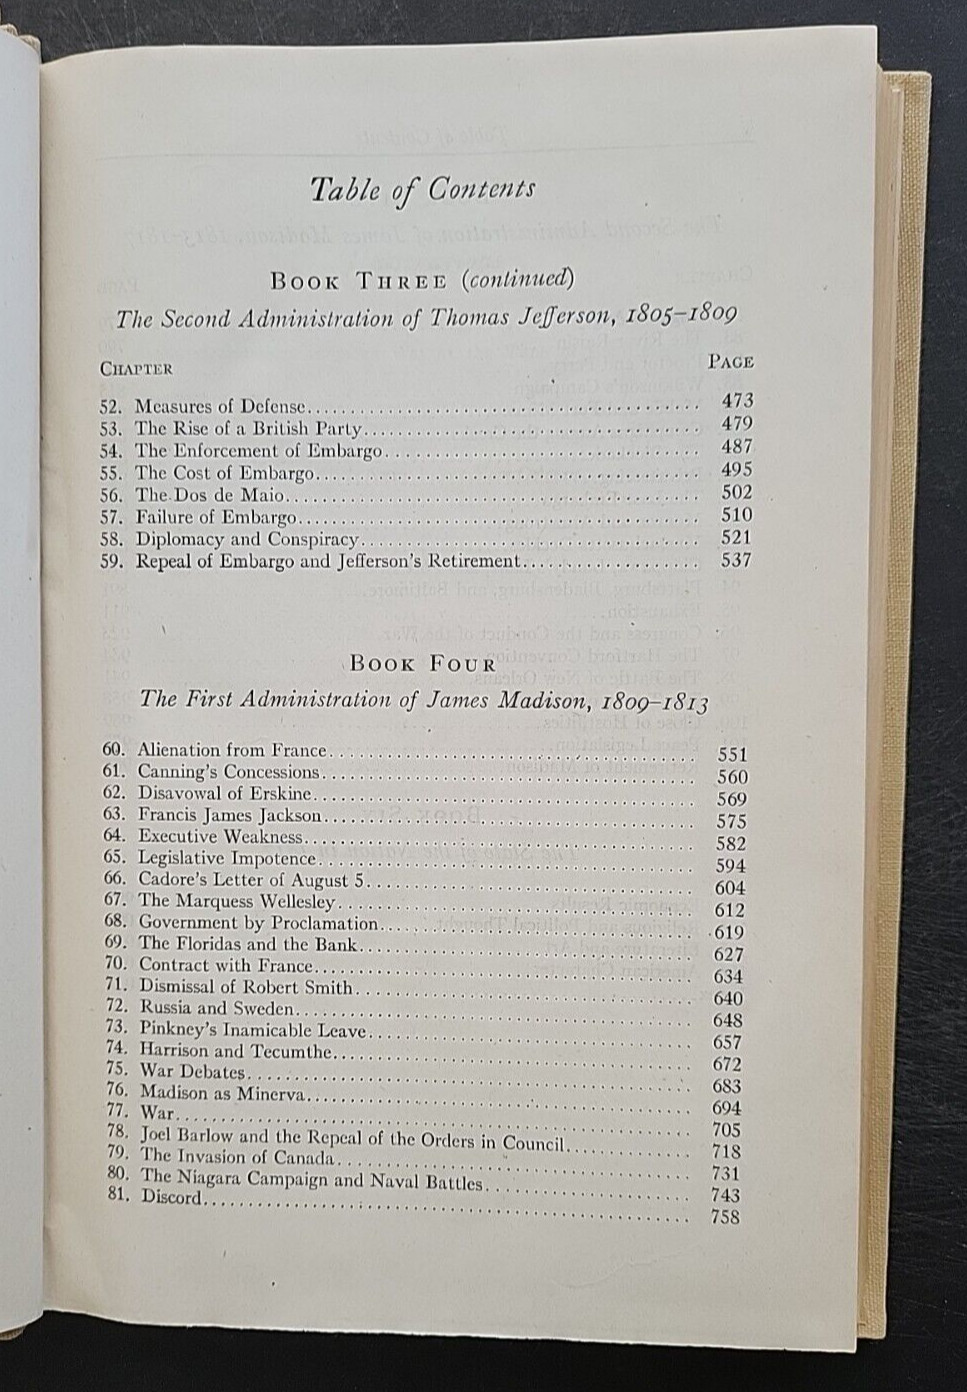 Table of Contents
BOOK THREE (continued)
The Second Administration of Thomas Jefferson, 1805–1809
CHAPTER PAGE
52. Measures of Defense 473
53. The Rise of a British Party 479
54. The Enforcement of Embargo 487
55. The Cost of Embargo 495
56. The Dos de Maio 502
57. Failure of Embargo 510
58. Diplomacy and Conspiracy 521
59. Repeal of Embargo and Jefferson's Retirement 537
BOOK FOUR
The First Administration of James Madison, 1809–1813
60. Alienation from France 551
61. Canning's Concessions 560
62. Disavowal of Erskine 569
63. Francis James Jackson 575
64. Executive Weakness 582
65. Legislative Impotence 594
66. Cadore's Letter of August 5 604
67. The Marquess Wellesley 612
68. Government by Proclamation 619
69. The Floridas and the Bank 627
70. Contract with France 634
71. Dismissal of Robert Smith 640
72. Russia and Sweden 648
73. Pinkney's Inamicable Leave 657
74. Harrison and Tecumthe 672
75. War Debates 683
76. Madison as Minerva 694
77. War 705
78. Joel Barlow and the Repeal of the Orders in Council 718
79. The Invasion of Canada 731
80. The Niagara Campaign and Naval Battles 743
81. Discord 758